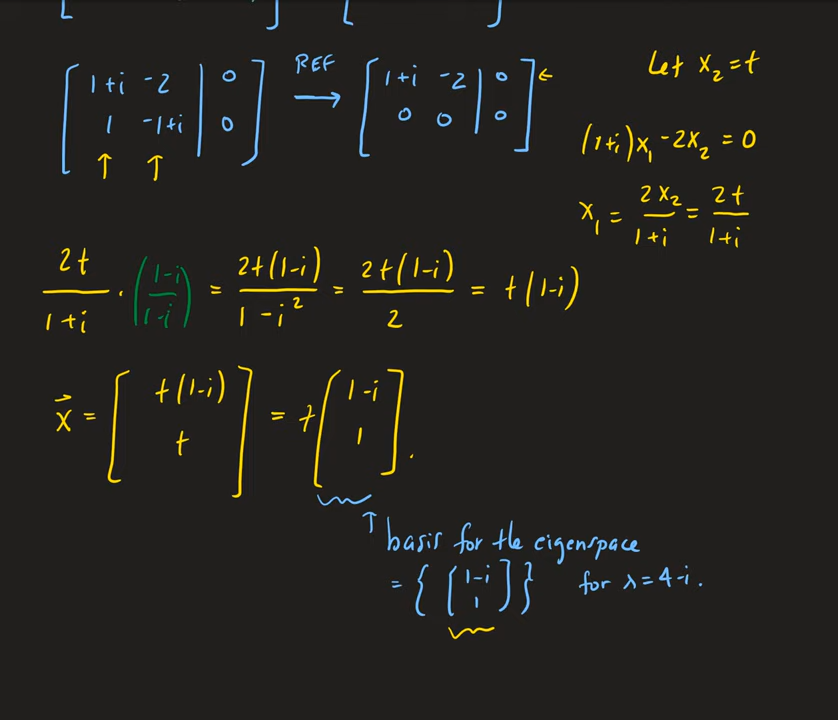 [ 1+i -2 | 0 ] REF → [ 1+i -2 | 0 ] ←
[ 1 -1+i | 0 ] [ 0 0 | 0 ]
↑ ↑
Let x₂ = t
(1+i)x₁ - 2x₂ = 0
x₁ = 2x₂/(1+i) = 2t/(1+i)
2t/(1+i) · ((1-i)/(1-i)) = 2t(1-i)/(1-i²) = 2t(1-i)/2 = t(1-i)
x⃗ = [ t(1-i) ; t ] = t [ 1-i ; 1 ].
↑ basis for the eigenspace
= { [ 1-i ; 1 ] } for λ = 4-i.